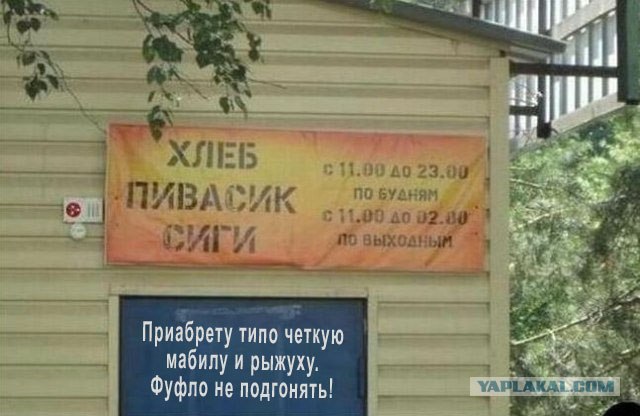 ХЛЕБ
ПИВАСИК
СИГИ
с 11.00 до 23.00
по будням
с 11.00 до 02.00
по выходным
Приабрету типо четкую
мабилу и рыжуху.
Фуфло не подгонять!
YAPLAKAL.COM